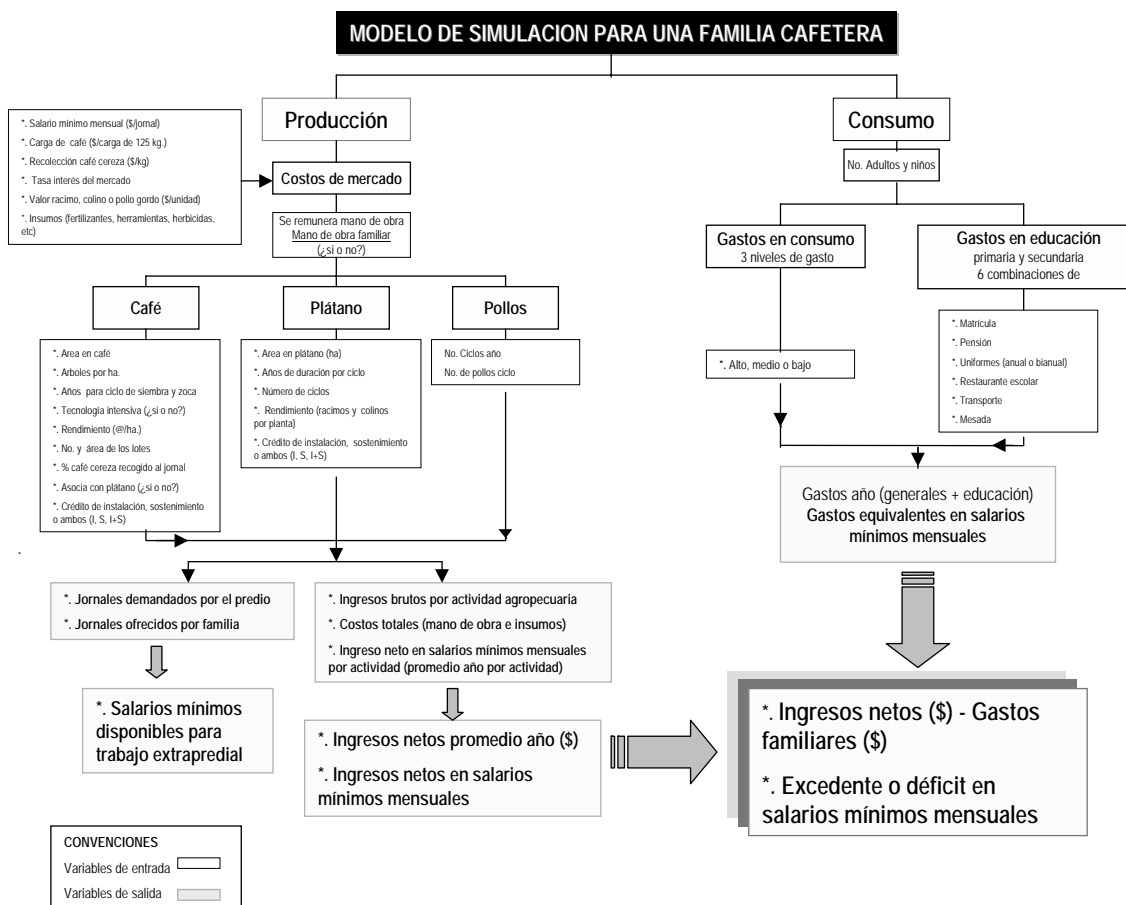 MODELO DE SIMULACION PARA UNA FAMILIA CAFETERA
Producción
Consumo
*. Salario mínimo mensual ($/jornal)
*. Carga de café ($/carga de 125 kg.)
*. Recolección café cereza ($/kg)
*. Tasa interés del mercado
*. Valor racimo, colino o pollo gordo ($/unidad)
*. Insumos (fertilizantes, herramientas, herbicidas,
etc)
Costos de mercado
No. Adultos y niños
Se remunera mano de obra
Mano de obra familiar
(¿si o no?)
Gastos en consumo
3 niveles de gasto
Gastos en educación
primaria y secundaria
6 combinaciones de
Café
Plátano
Pollos
*. Area en café
*. Arboles por ha.
*. Años para ciclo de siembra y zoca
*. Tecnología intensiva (¿si o no?)
*. Rendimiento (@/ha.)
*. No. y área de los lotes
*. % café cereza recogido al jornal
*. Asocia con plátano (¿si o no?)
*. Crédito de instalación, sostenimiento
o ambos (I, S, I+S)
*. Area en plátano (ha)
*. Años de duración por ciclo
*. Número de ciclos
*. Rendimiento (racimos y colinos
por planta)
*. Crédito de instalación, sostenimiento
o ambos (I, S, I+S)
No. Ciclos año
No. de pollos ciclo
*. Alto, medio o bajo
*. Matrícula
*. Pensión
*. Uniformes (anual o bianual)
*. Restaurante escolar
*. Transporte
*. Mesada
Gastos año (generales + educación)
Gastos equivalentes en salarios
mínimos mensuales
*. Jornales demandados por el predio
*. Jornales ofrecidos por familia
*. Ingresos brutos por actividad agropecuaria
*. Costos totales (mano de obra e insumos)
*. Ingreso neto en salarios mínimos mensuales
por actividad (promedio año por actividad)
*. Salarios mínimos
disponibles para
trabajo extrapredial
*. Ingresos netos promedio año ($)
*. Ingresos netos en salarios
mínimos mensuales
*. Ingresos netos ($) - Gastos
familiares ($)
*. Excedente o déficit en
salarios mínimos mensuales
CONVENCIONES
Variables de entrada
Variables de salida